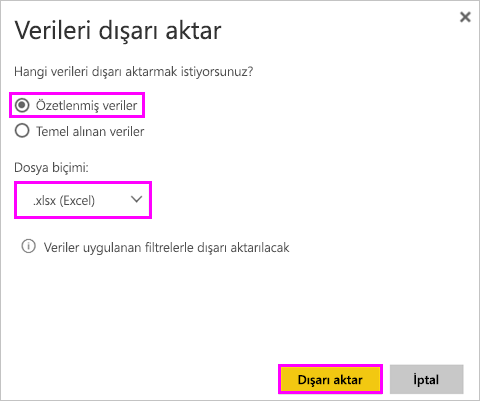 Verileri dışarı aktar
Hangi verileri dışarı aktarmak istiyorsunuz?
Özetlenmiş veriler
Temel alınan veriler
Dosya biçimi:
.xlsx (Excel)
Veriler uygulanan filtrelerle dışarı aktarılacak
Dışarı aktar
İptal